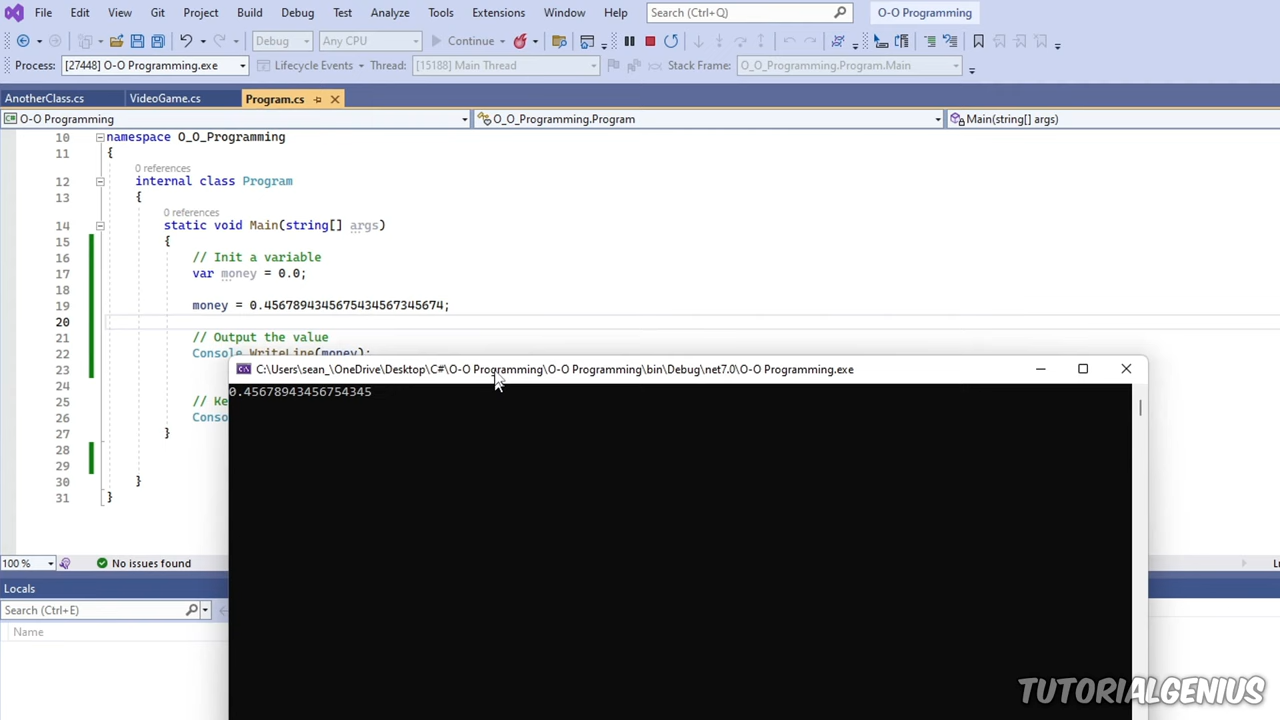 File Edit View Git Project Build Debug Test Analyze Tools Extensions Window Help Search (Ctrl+Q) O-O Programming
Debug Any CPU Continue
Process: [27448] O-O Programming.exe Lifecycle Events Thread: [15188] Main Thread Stack Frame: O_O_Programming.Program.Main
AnotherClass.cs VideoGame.cs Program.cs
O-O Programming O_O_Programming.Program Main(string[] args)
10 namespace O_O_Programming
11 {
0 references
12 internal class Program
13 {
0 references
14 static void Main(string[] args)
15 {
16 // Init a variable
17 var money = 0.0;
18
19 money = 0.4567894345675434567345674;
20
21 // Output the value
22 Console.WriteLine(money);
23
24
25 // Ke
26 Conso
27 }
28
29
30 }
31 }
C:\Users\sean_\OneDrive\Desktop\C#\O-O Programming\O-O Programming\bin\Debug\net7.0\O-O Programming.exe
0.45678943456754345
100 % No issues found
Locals
Search (Ctrl+E)
Name
TUTORIALGENIUS